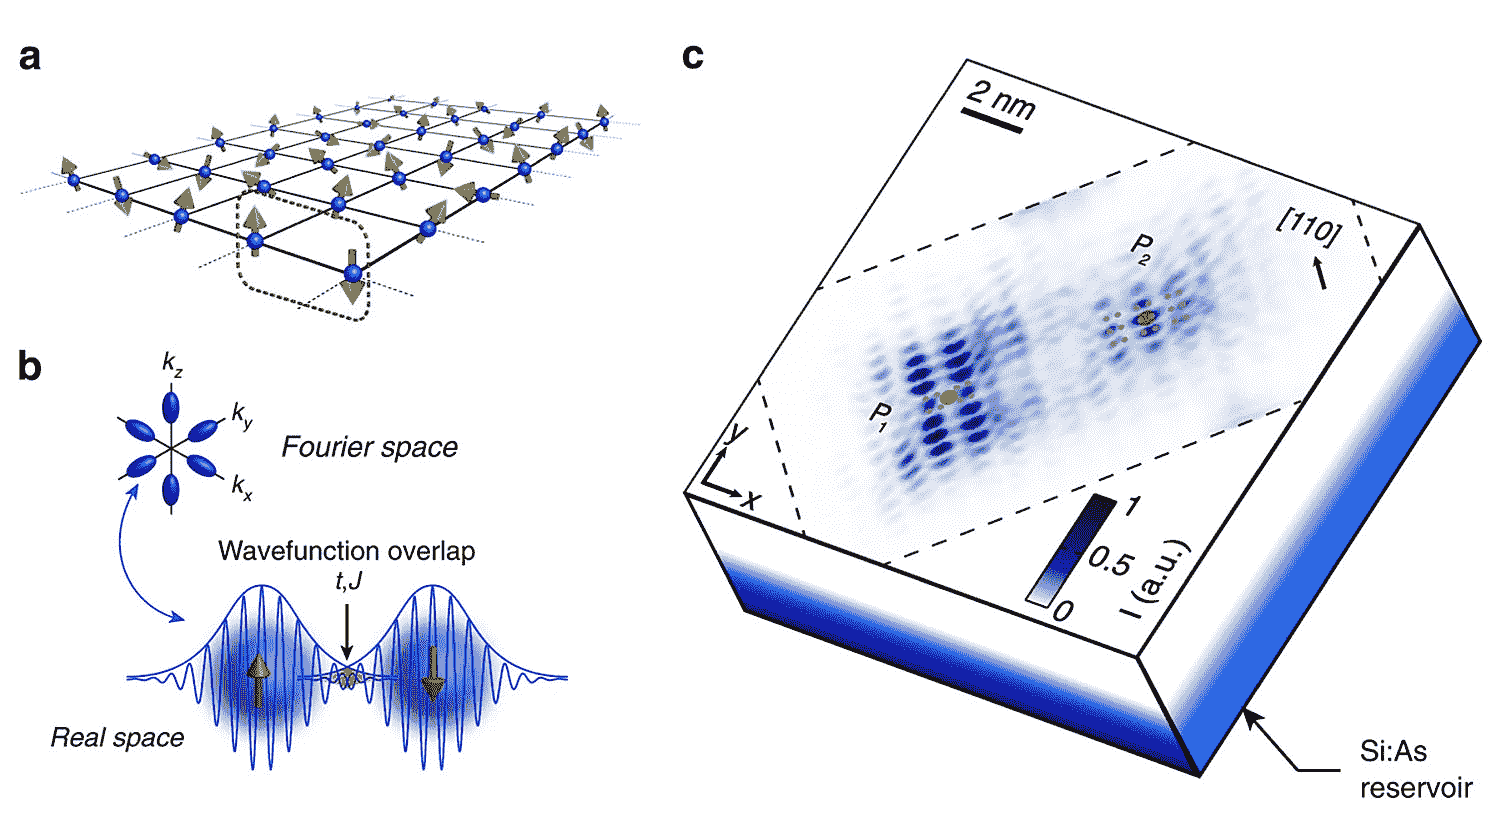 a
b
k_z
k_y
k_x
Fourier space
Wavefunction overlap
t,J
Real space
c
2 nm
[110]
P_2
P_1
y
x
1
0.5
0
I (a.u.)
Si:As
reservoir